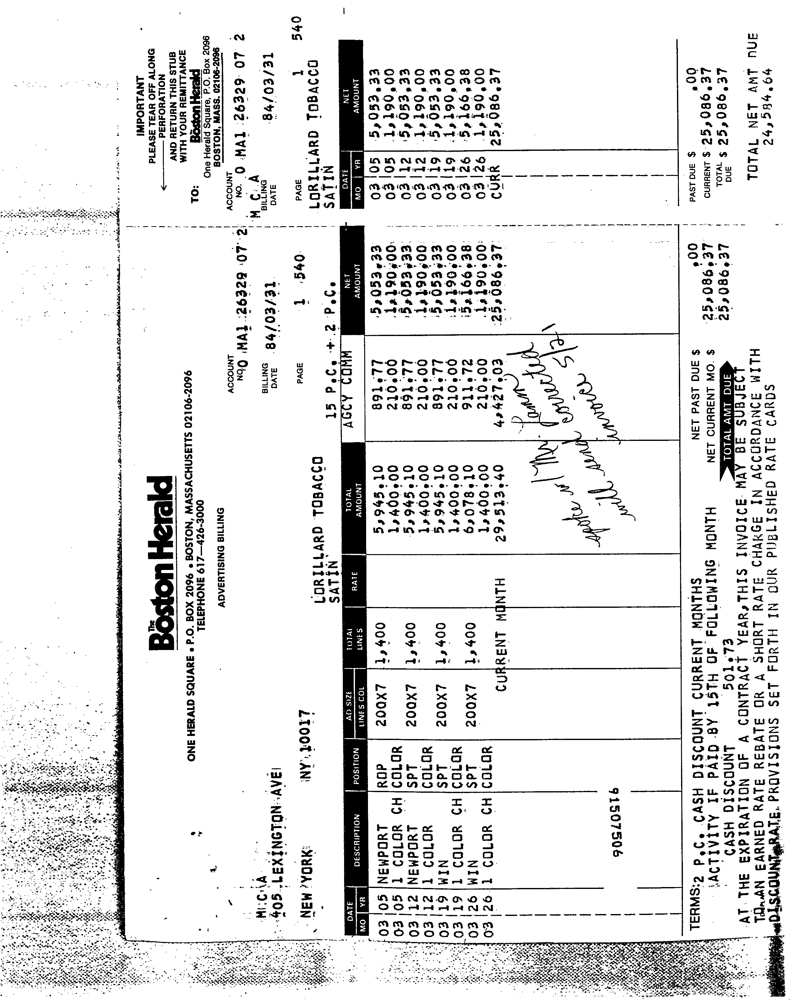 The
Boston Herald
ONE HERALD SQUARE • P.O. BOX 2096 • BOSTON, MASSACHUSETTS 02106-2096
TELEPHONE 617—426-3000
ADVERTISING BILLING
ACCOUNT NO. O MA1 26329 07 2
BILLING DATE 84/03/31
PAGE 1 540
M C A
405 LEXINGTON AVE
NEW YORK NY 10017
LORILLARD TOBACCO
SATIN 15 P.C. + 2 P.C.
DATE MO YR DESCRIPTION POSITION AD SIZE LINES COL TOTAL LINES RATE TOTAL AMOUNT AGCY COMM NET AMOUNT
03 05 NEWPORT ROP 200X7 1,400 5,945.10 891.77 5,053.33
03 05 1 COLOR CH COLOR 1,400.00 210.00 1,190.00
03 12 NEWPORT SPT 200X7 1,400 5,945.10 891.77 5,053.33
03 12 1 COLOR COLOR 1,400.00 210.00 1,190.00
03 19 WIN SPT 200X7 1,400 5,945.10 891.77 5,053.33
03 19 1 COLOR CH COLOR 1,400.00 210.00 1,190.00
03 26 WIN SPT 200X7 1,400 6,078.10 911.72 5,166.38
03 26 1 COLOR CH COLOR 1,400.00 210.00 1,190.00
CURRENT MONTH 29,513.40 4,427.03 25,086.37
spoke w/ Mr.
will send corrected
invoice 5/21
91507506
NET PAST DUE $ .00
NET CURRENT MO. $ 25,086.37
TOTAL AMT DUE 25,086.37
TERMS: 2 P.C. CASH DISCOUNT CURRENT MONTHS
ACTIVITY IF PAID BY 15TH OF FOLLOWING MONTH
CASH DISCOUNT 501.73
AT THE EXPIRATION OF A CONTRACT YEAR, THIS INVOICE MAY BE SUBJECT
TO AN EARNED RATE REBATE OR A SHORT RATE CHARGE IN ACCORDANCE WITH
DISCOUNT RATE PROVISIONS SET FORTH IN OUR PUBLISHED RATE CARDS
IMPORTANT
PLEASE TEAR OFF ALONG
PERFORATION
AND RETURN THIS STUB
WITH YOUR REMITTANCE
TO: Boston Herald
One Herald Square, P.O. Box 2096
BOSTON, MASS. 02106-2096
ACCOUNT NO. O MA1 26329 07 2
M C A
BILLING DATE 84/03/31
PAGE 1 540
LORILLARD TOBACCO
SATIN
DATE MO YR NET AMOUNT
03 05 5,053.33
03 05 1,190.00
03 12 5,053.33
03 12 1,190.00
03 19 5,053.33
03 19 1,190.00
03 26 5,166.38
03 26 1,190.00
CURR 25,086.37
PAST DUE $ .00
CURRENT $ 25,086.37
TOTAL DUE $ 25,086.37
TOTAL NET AMT DUE
24,584.64